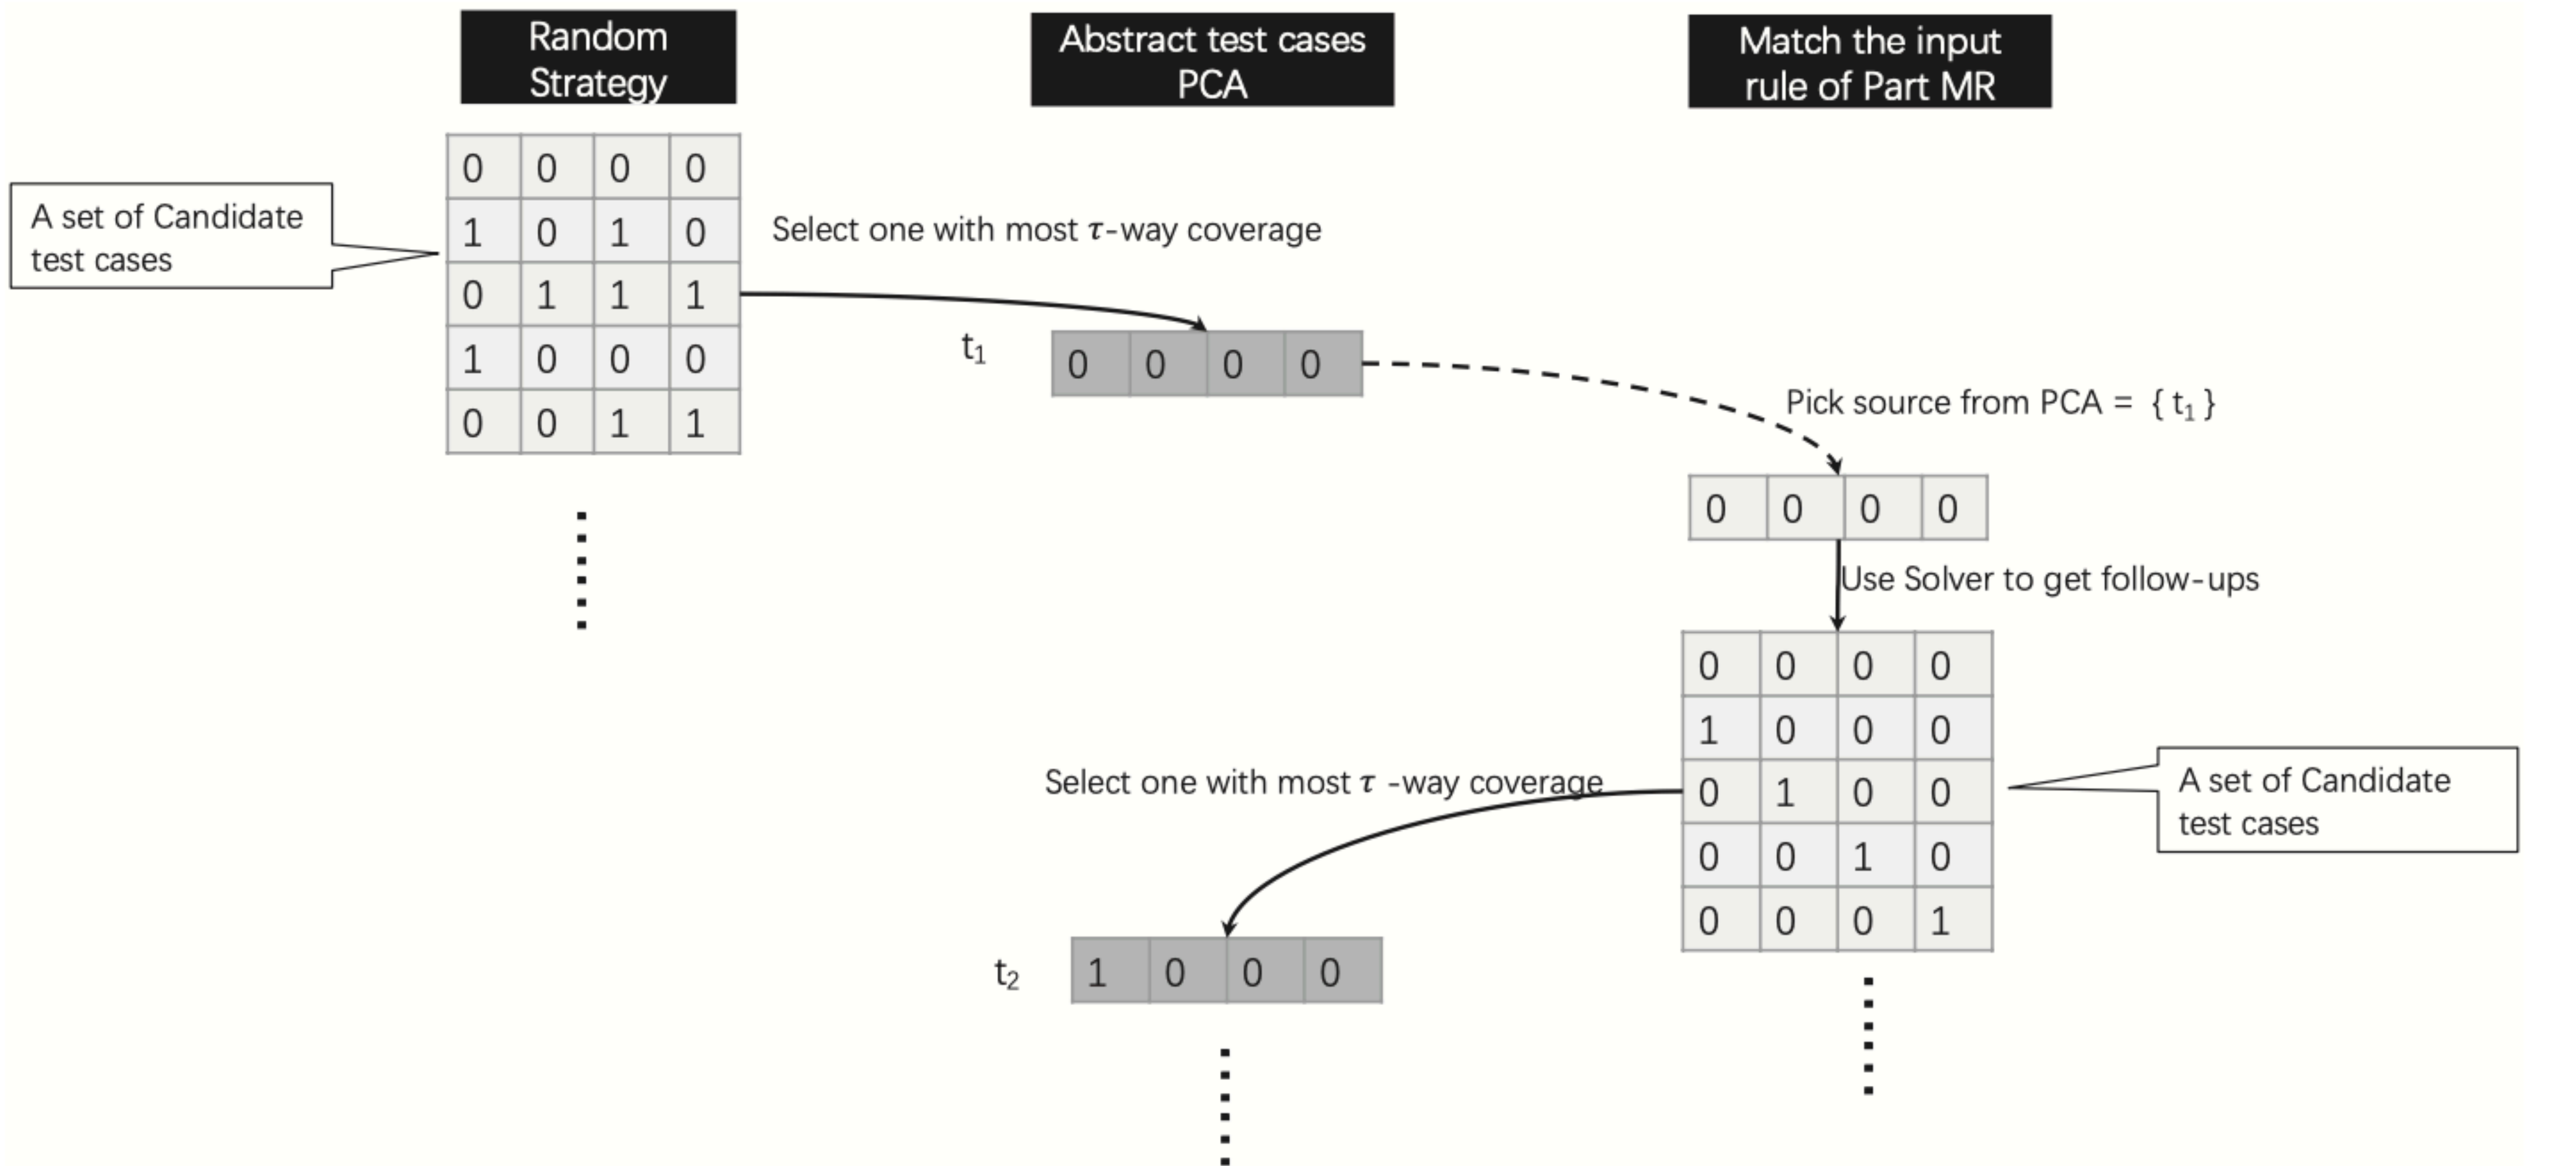 Random
Strategy
Abstract test cases
PCA
Match the input
rule of Part MR
A set of Candidate
test cases
0 0 0 0
1 0 1 0
0 1 1 1
1 0 0 0
0 0 1 1
Select one with most τ-way coverage
t₁
0 0 0 0
Pick source from PCA = { t₁ }
0 0 0 0
Use Solver to get follow-ups
0 0 0 0
1 0 0 0
0 1 0 0
0 0 1 0
0 0 0 1
Select one with most τ -way coverage
A set of Candidate
test cases
t₂
1 0 0 0